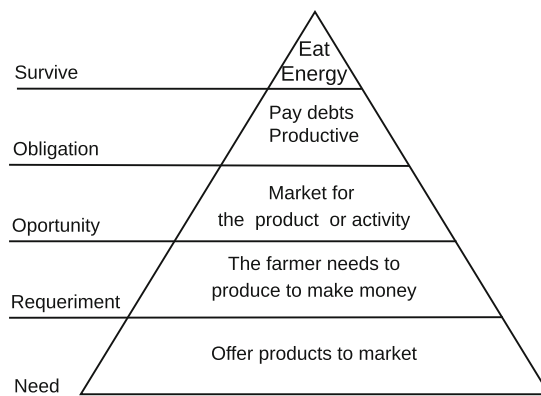 Eat
Energy
Survive
Pay debts
Productive
Obligation
Market for
the product or activity
Oportunity
The farmer needs to
produce to make money
Requeriment
Offer products to market
Need